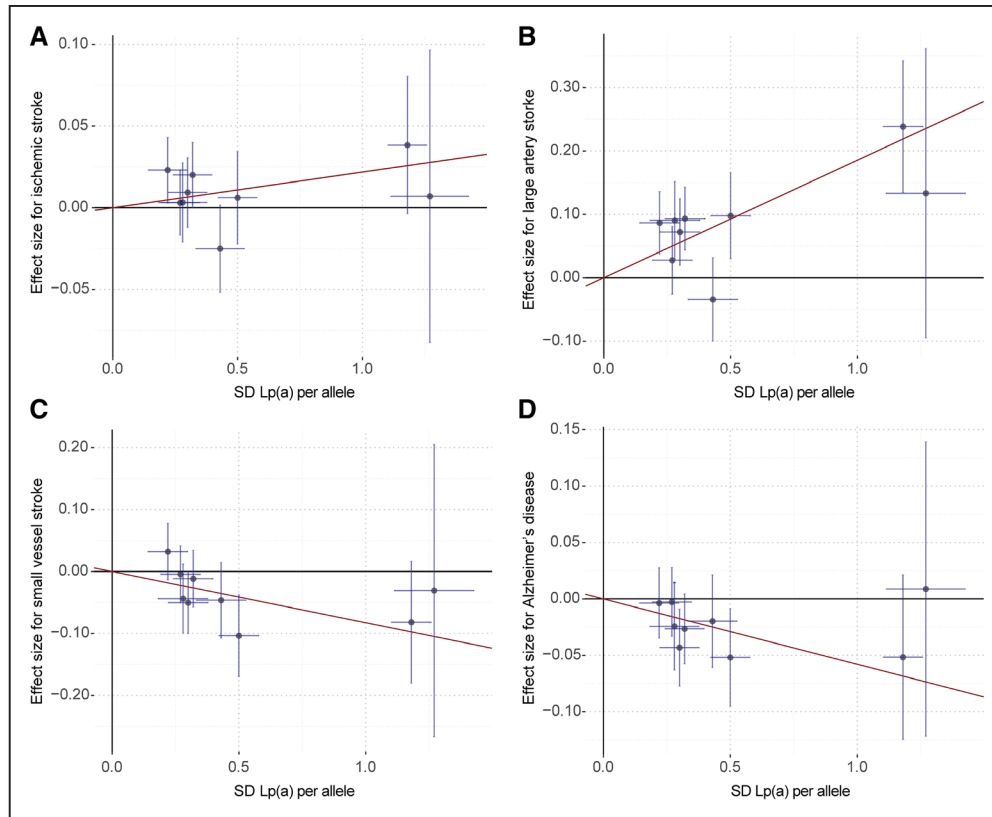 A
Effect size for ischemic stroke
0.10
0.05
0.00
−0.05
0.0
0.5
1.0
SD Lp(a) per allele
B
Effect size for large artery storke
0.30
0.20
0.10
0.00
−0.10
0.0
0.5
1.0
SD Lp(a) per allele
C
Effect size for small vessel stroke
0.20
0.10
0.00
−0.10
−0.20
0.0
0.5
1.0
SD Lp(a) per allele
D
Effect size for Alzheimer's disease
0.15
0.10
0.05
0.00
−0.05
−0.10
0.0
0.5
1.0
SD Lp(a) per allele